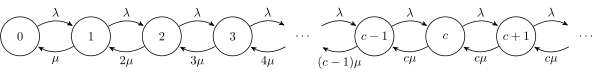 λ λ λ λ λ λ λ λ
0 1 2 3 ··· c − 1 c c + 1 ···
μ 2μ 3μ 4μ (c − 1)μ cμ cμ cμ